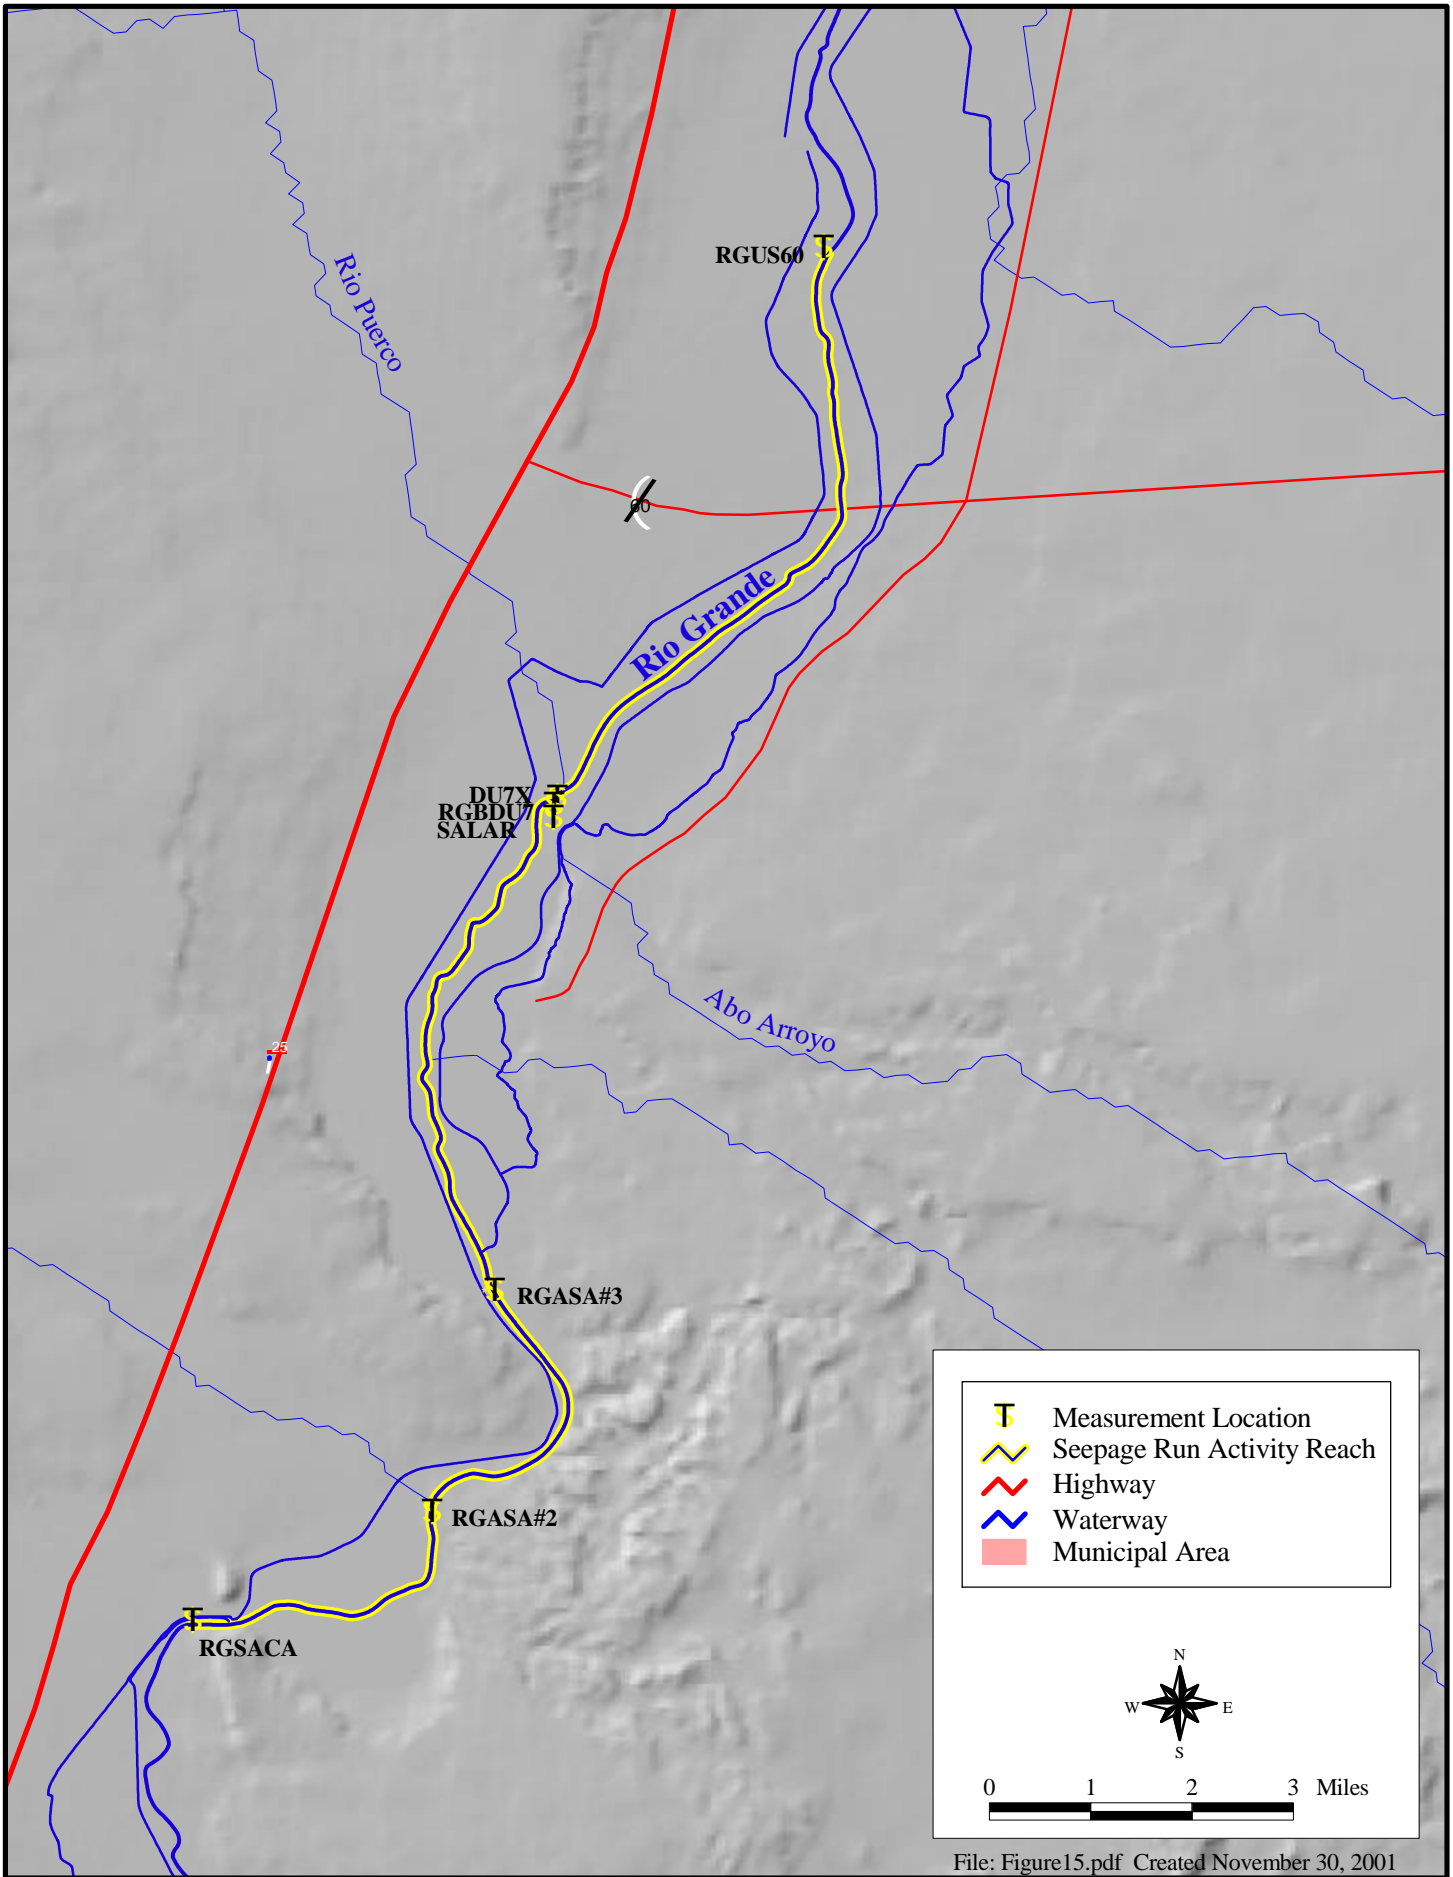 RGUS60
Rio Puerco
60
Rio Grande
DU7X
RGBDU7
SALAR
Abo Arroyo
25
RGASA#3
RGASA#2
RGSACA
Measurement Location
Seepage Run Activity Reach
Highway
Waterway
Municipal Area
N
W E
S
0 1 2 3 Miles
File: Figure15.pdf Created November 30, 2001